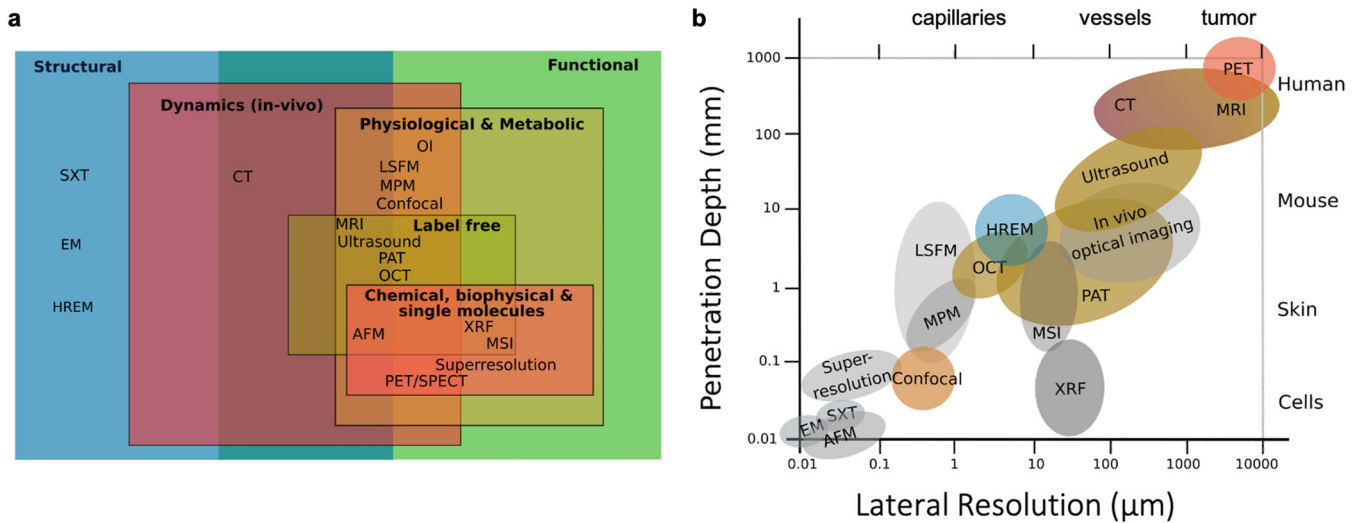 a
Structural
Functional
Dynamics (in-vivo)
Physiological & Metabolic
OI
LSFM
MPM
Confocal
SXT
CT
MRI
Label free
Ultrasound
PAT
OCT
EM
Chemical, biophysical &
single molecules
HREM
AFM
XRF
MSI
Superresolution
PET/SPECT
b
capillaries
vessels
tumor
Penetration Depth (mm)
1000
100
10
1
0.1
0.01
PET
CT
MRI
Ultrasound
In vivo
optical imaging
HREM
LSFM
OCT
PAT
MPM
MSI
Super-
resolution
Confocal
XRF
SXT
EM
AFM
Human
Mouse
Skin
Cells
0.01
0.1
1
10
100
1000
10000
Lateral Resolution (μm)